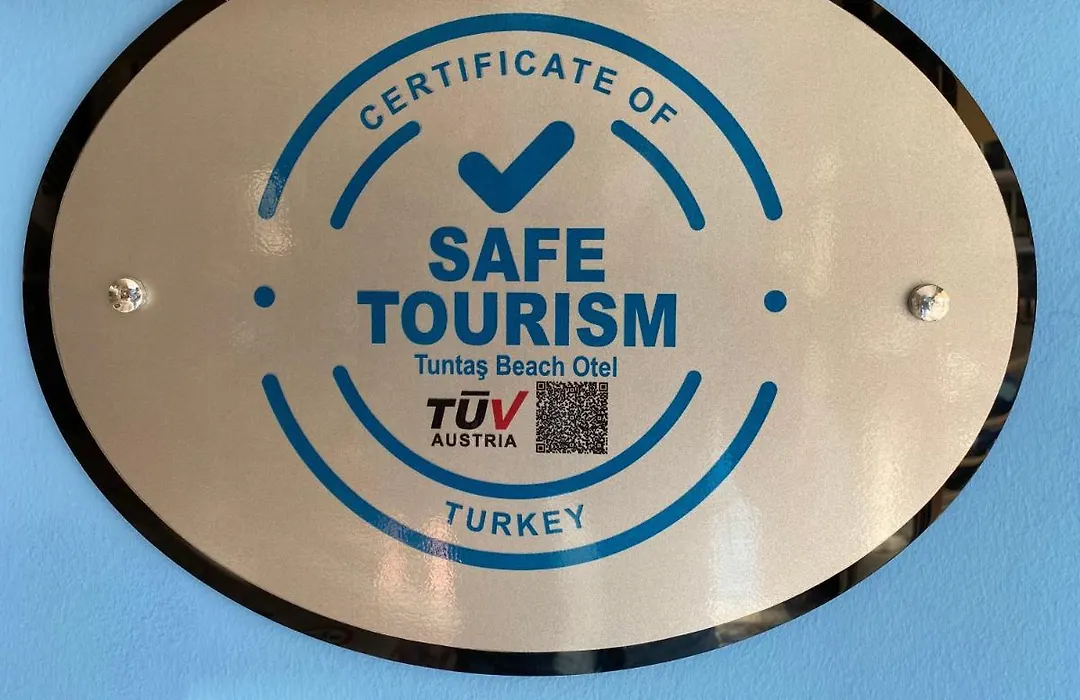 CERTIFICATE OF
SAFE
TOURISM
Tuntaş Beach Otel
TÜV
AUSTRIA
TURKEY